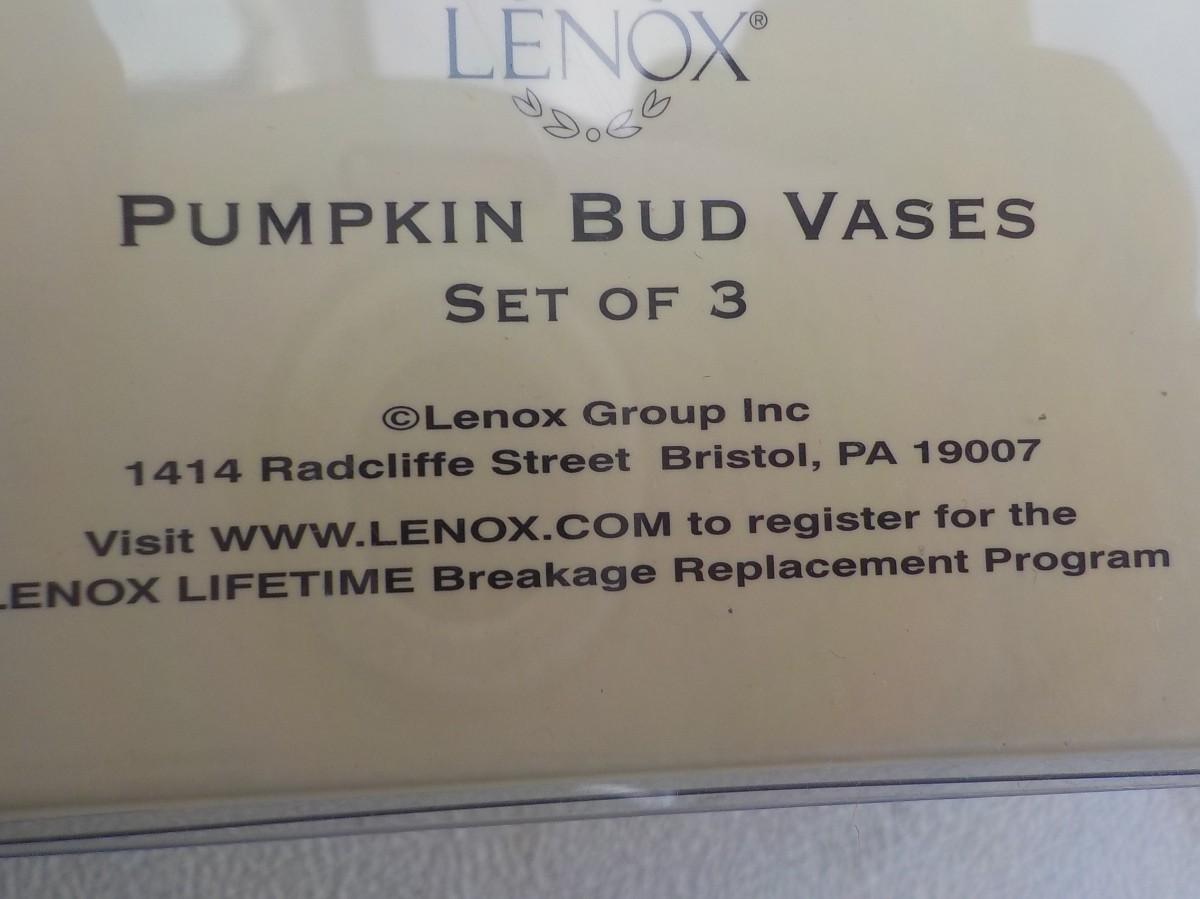 LENOX®
PUMPKIN BUD VASES
SET OF 3
©Lenox Group Inc
1414 Radcliffe Street Bristol, PA 19007
Visit WWW.LENOX.COM to register for the
LENOX LIFETIME Breakage Replacement Program